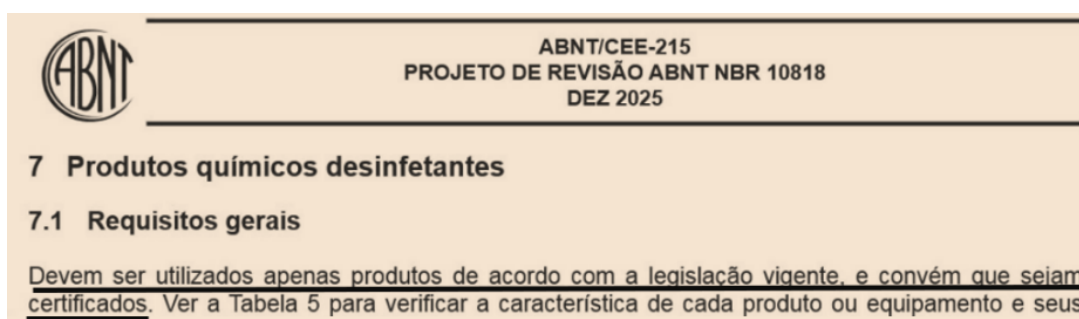 ABNT
ABNT/CEE-215
PROJETO DE REVISÃO ABNT NBR 10818
DEZ 2025
7 Produtos químicos desinfetantes
7.1 Requisitos gerais
Devem ser utilizados apenas produtos de acordo com a legislação vigente, e convém que sejam
certificados. Ver a Tabela 5 para verificar a característica de cada produto ou equipamento e seus